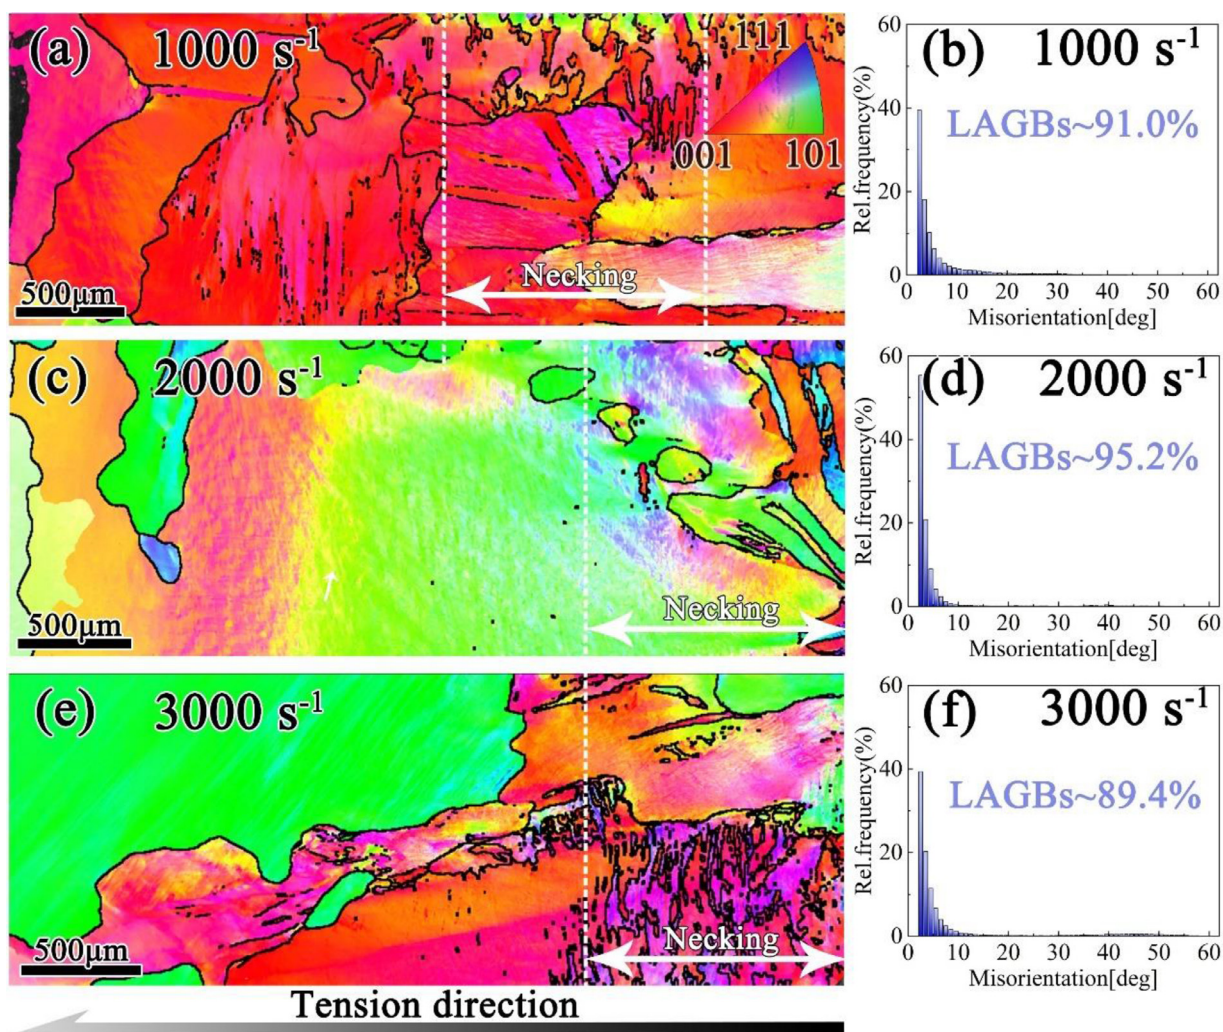 (a) 1000 s⁻¹
111
001 101
Necking
500μm
(b) 1000 s⁻¹
LAGBs~91.0%
Rel.frequency(%)
60
40
20
0
0 10 20 30 40 50 60
Misorientation[deg]
(c) 2000 s⁻¹
Necking
500μm
(d) 2000 s⁻¹
LAGBs~95.2%
Rel.frequency(%)
60
40
20
0
0 10 20 30 40 50 60
Misorientation[deg]
(e) 3000 s⁻¹
Necking
500μm
(f) 3000 s⁻¹
LAGBs~89.4%
Rel.frequency(%)
60
40
20
0
0 10 20 30 40 50 60
Misorientation[deg]
Tension direction